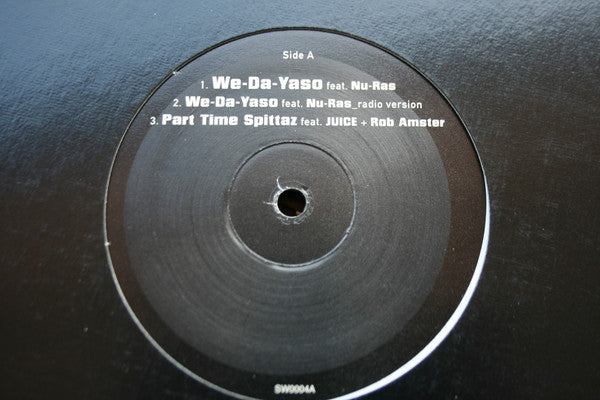 Side A
1. We-Da-Yaso feat. Nu-Ras
2. We-Da-Yaso feat. Nu-Ras_radio version
3. Part Time Spittaz feat. JUICE + Rob Amster
SW9004A